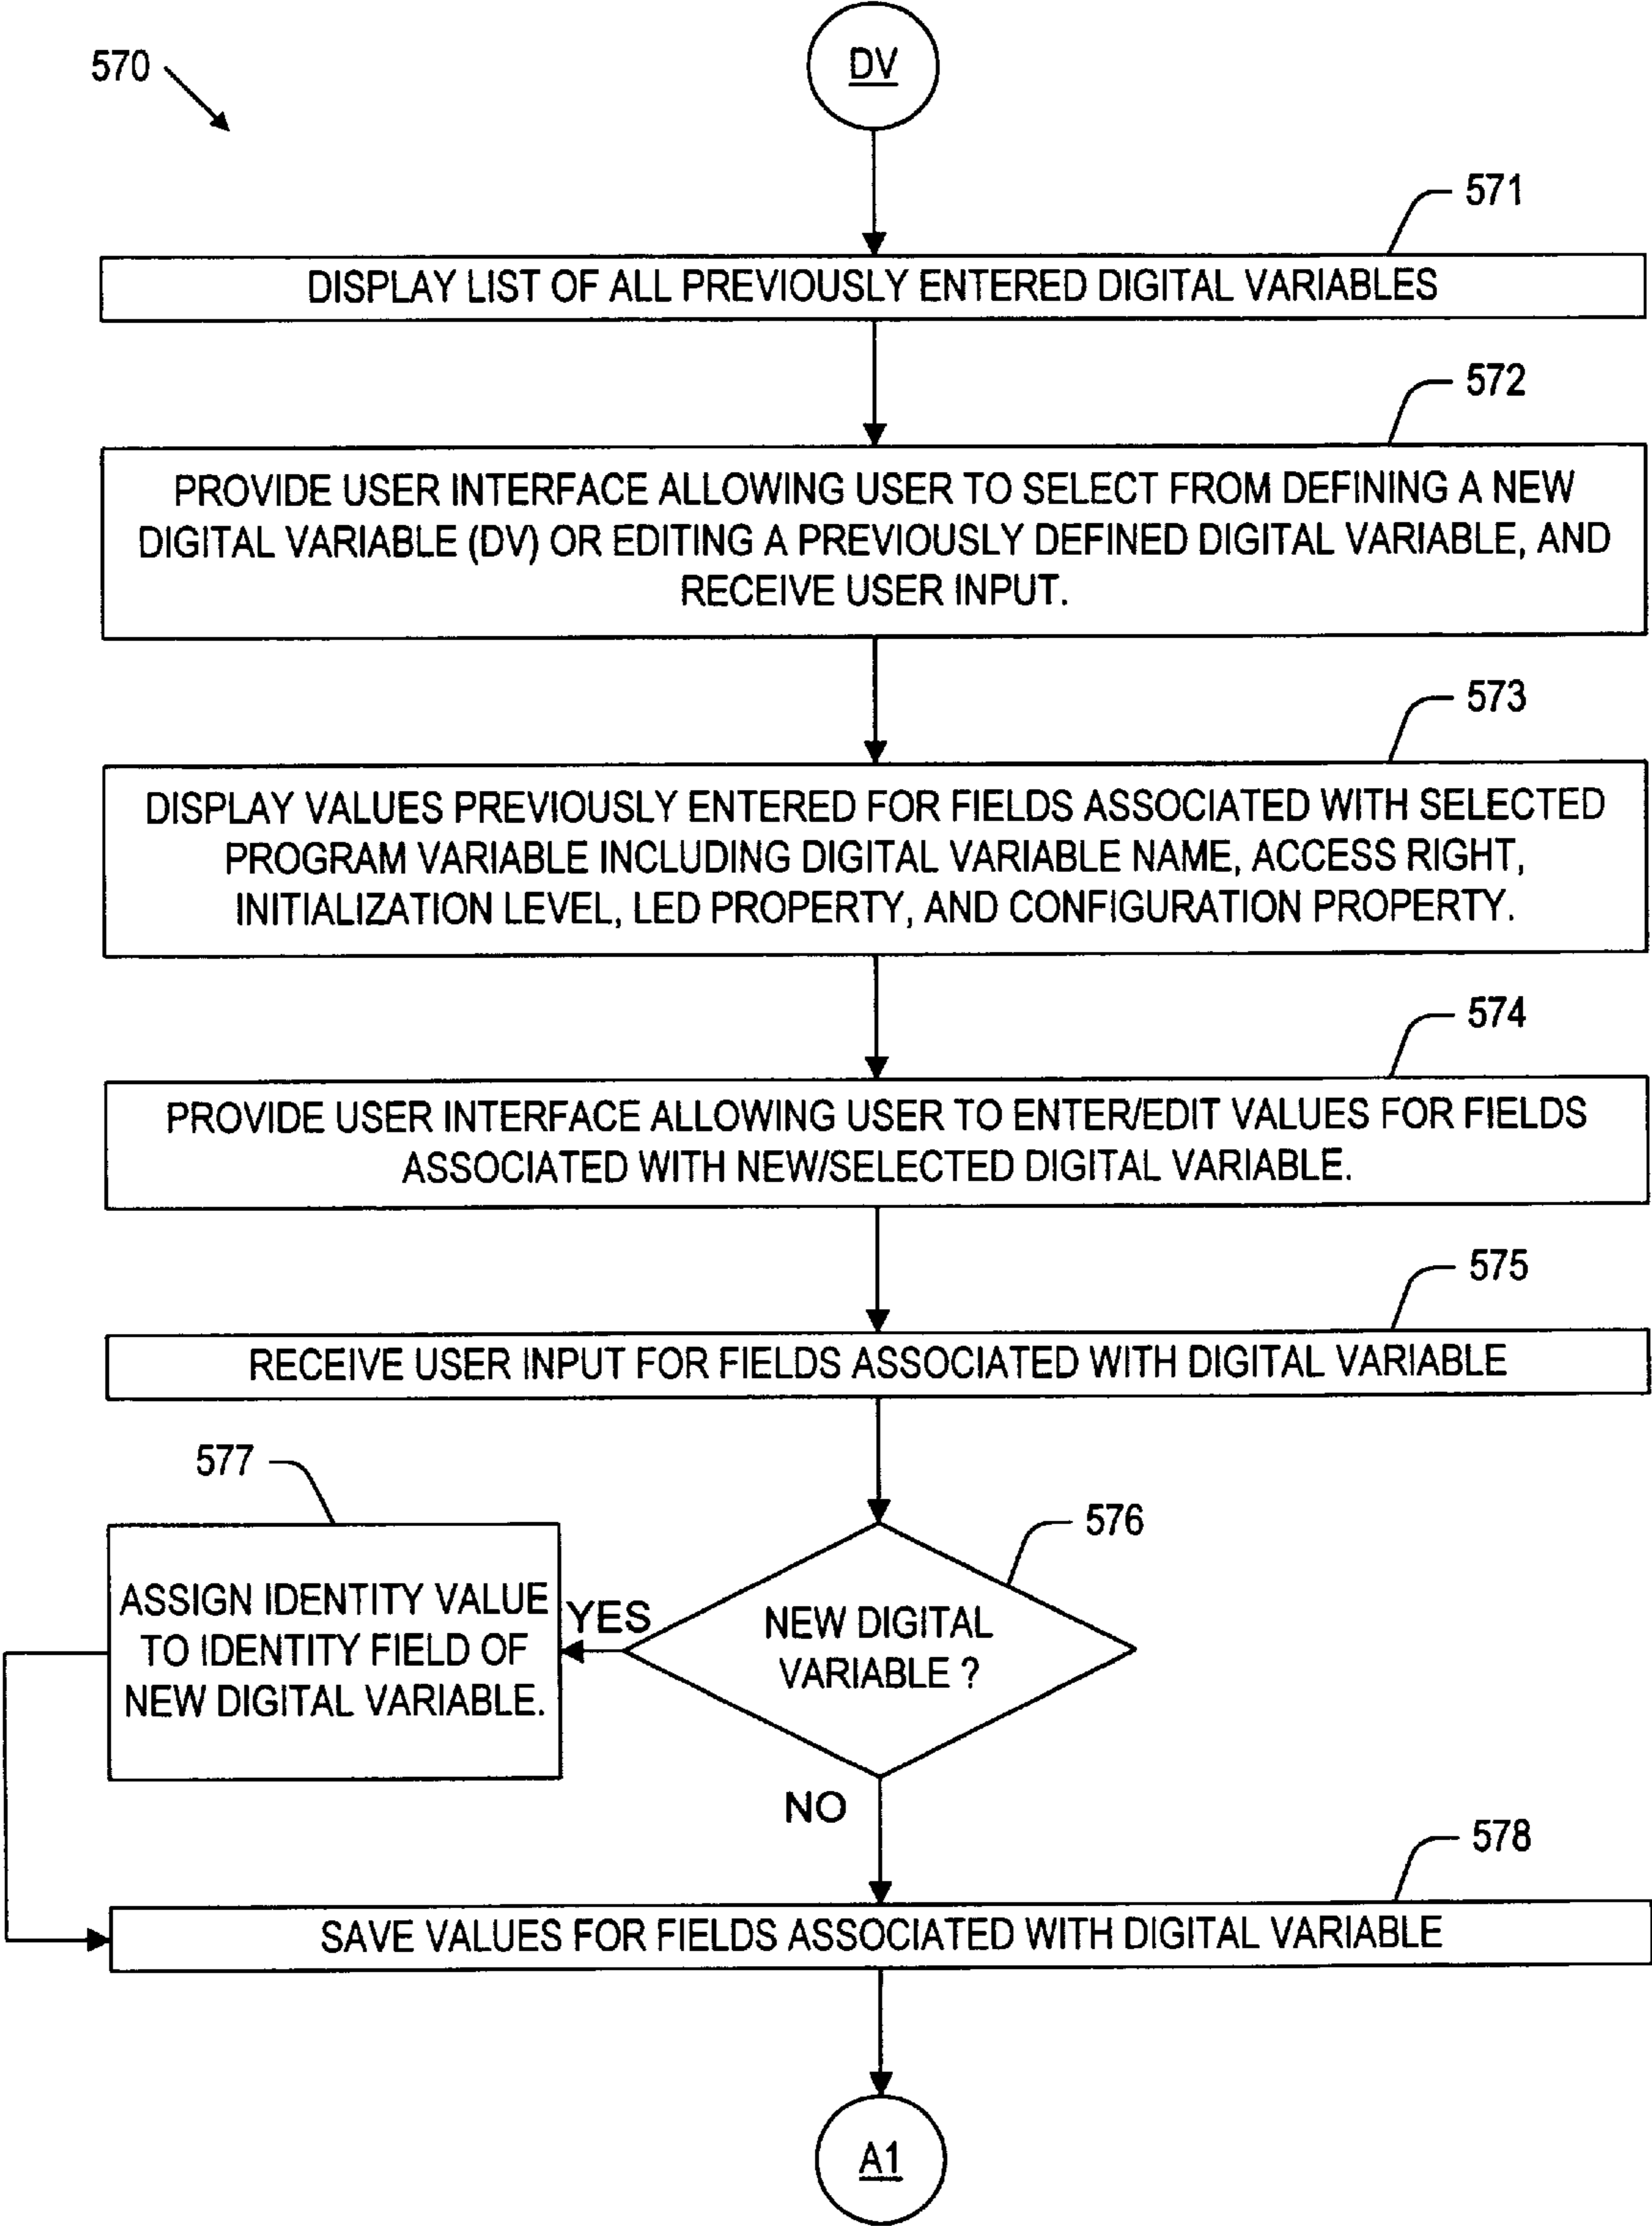 570
DV
571
DISPLAY LIST OF ALL PREVIOUSLY ENTERED DIGITAL VARIABLES
572
PROVIDE USER INTERFACE ALLOWING USER TO SELECT FROM DEFINING A NEW
DIGITAL VARIABLE (DV) OR EDITING A PREVIOUSLY DEFINED DIGITAL VARIABLE, AND
RECEIVE USER INPUT.
573
DISPLAY VALUES PREVIOUSLY ENTERED FOR FIELDS ASSOCIATED WITH SELECTED
PROGRAM VARIABLE INCLUDING DIGITAL VARIABLE NAME, ACCESS RIGHT,
INITIALIZATION LEVEL, LED PROPERTY, AND CONFIGURATION PROPERTY.
574
PROVIDE USER INTERFACE ALLOWING USER TO ENTER/EDIT VALUES FOR FIELDS
ASSOCIATED WITH NEW/SELECTED DIGITAL VARIABLE.
575
RECEIVE USER INPUT FOR FIELDS ASSOCIATED WITH DIGITAL VARIABLE
577
576
ASSIGN IDENTITY VALUE
TO IDENTITY FIELD OF
NEW DIGITAL VARIABLE.
YES
NEW DIGITAL
VARIABLE ?
NO
578
SAVE VALUES FOR FIELDS ASSOCIATED WITH DIGITAL VARIABLE
A1